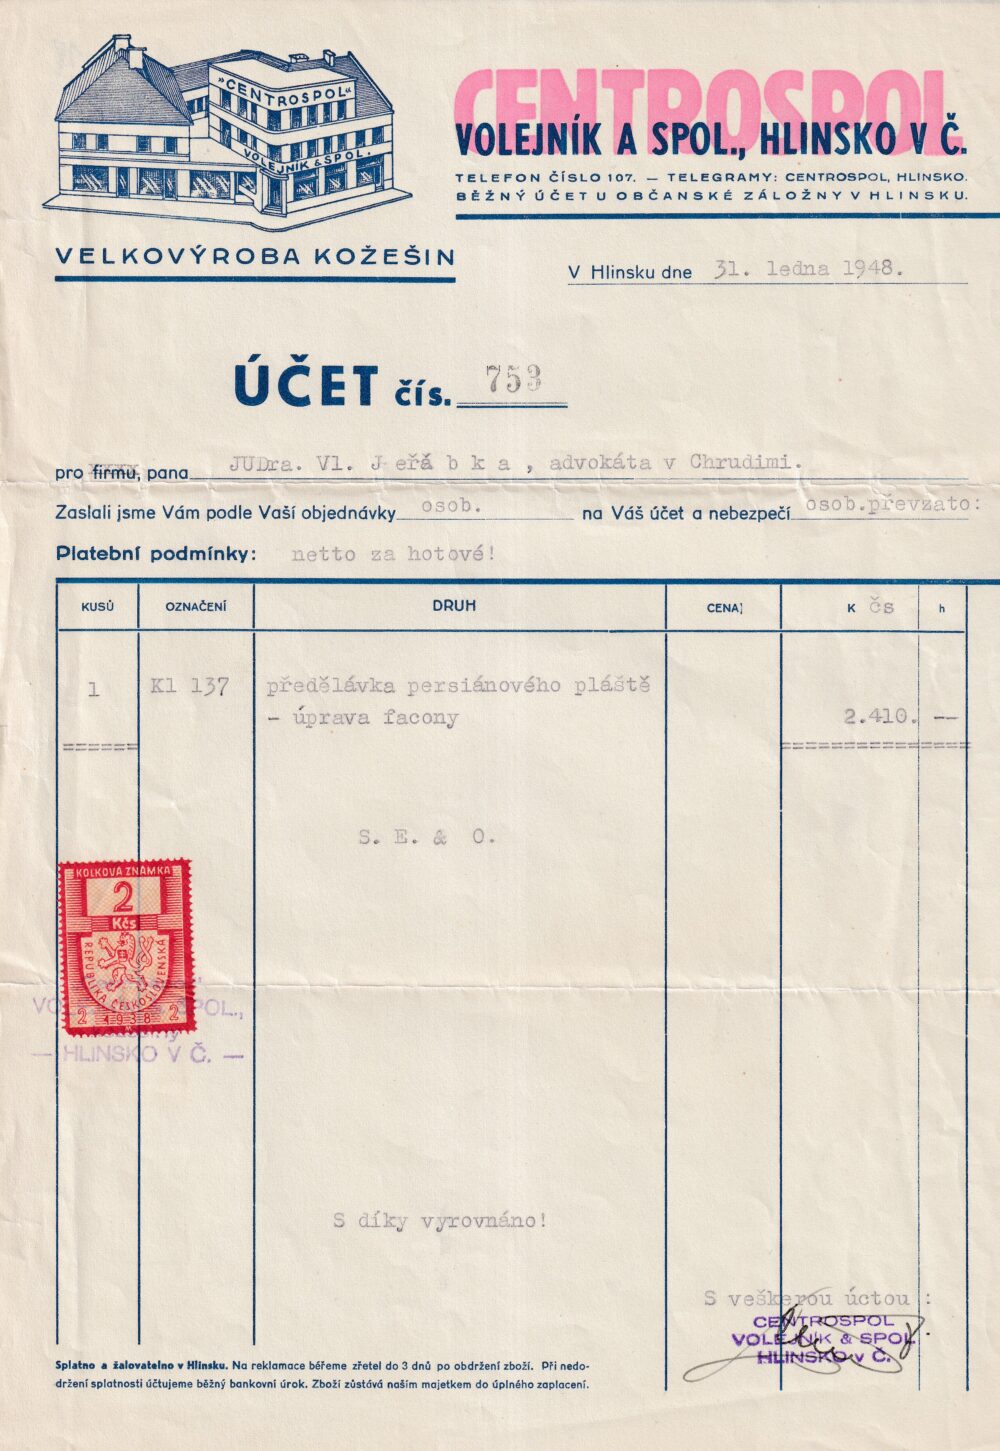 »CENTROSPOL«
VOLEJNÍK & SPOL.
VELKOVÝROBA KOŽEŠIN
CENTROSPOL
VOLEJNÍK A SPOL., HLINSKO V Č.
TELEFON ČÍSLO 107. — TELEGRAMY: CENTROSPOL, HLINSKO.
BĚŽNÝ ÚČET U OBČANSKÉ ZÁLOŽNY V HLINSKU.
V Hlinsku dne 31. ledna 1948.
ÚČET čís. 753
pro firmu, pana JUDra. Vl. J eřá b k a , advokáta v Chrudimi.
Zaslali jsme Vám podle Vaší objednávky osob. na Váš účet a nebezpečí osob.převzato:
Platební podmínky: netto za hotové!
KUSŮ OZNAČENÍ DRUH CENA K čs h
1 Kl 137 předělávka persiánového pláště
- úprava facony 2.410. --
S. E. & O.
KOLKOVÁ ZNÁMKA
2
Kčs
REPUBLIKA ČESKOSLOVENSKÁ
2 1938 2
SPOL.,
— HLINSKO V Č. —
S díky vyrovnáno!
S veškerou úctou :
CENTROSPOL
VOLEJNÍK & SPOL
HLINSKO v Č.
Splatno a žalovatelno v Hlinsku. Na reklamace béřeme zřetel do 3 dnů po obdržení zboží. Při nedo-
držení splatnosti účtujeme běžný bankovní úrok. Zboží zůstává naším majetkem do úplného zaplacení.